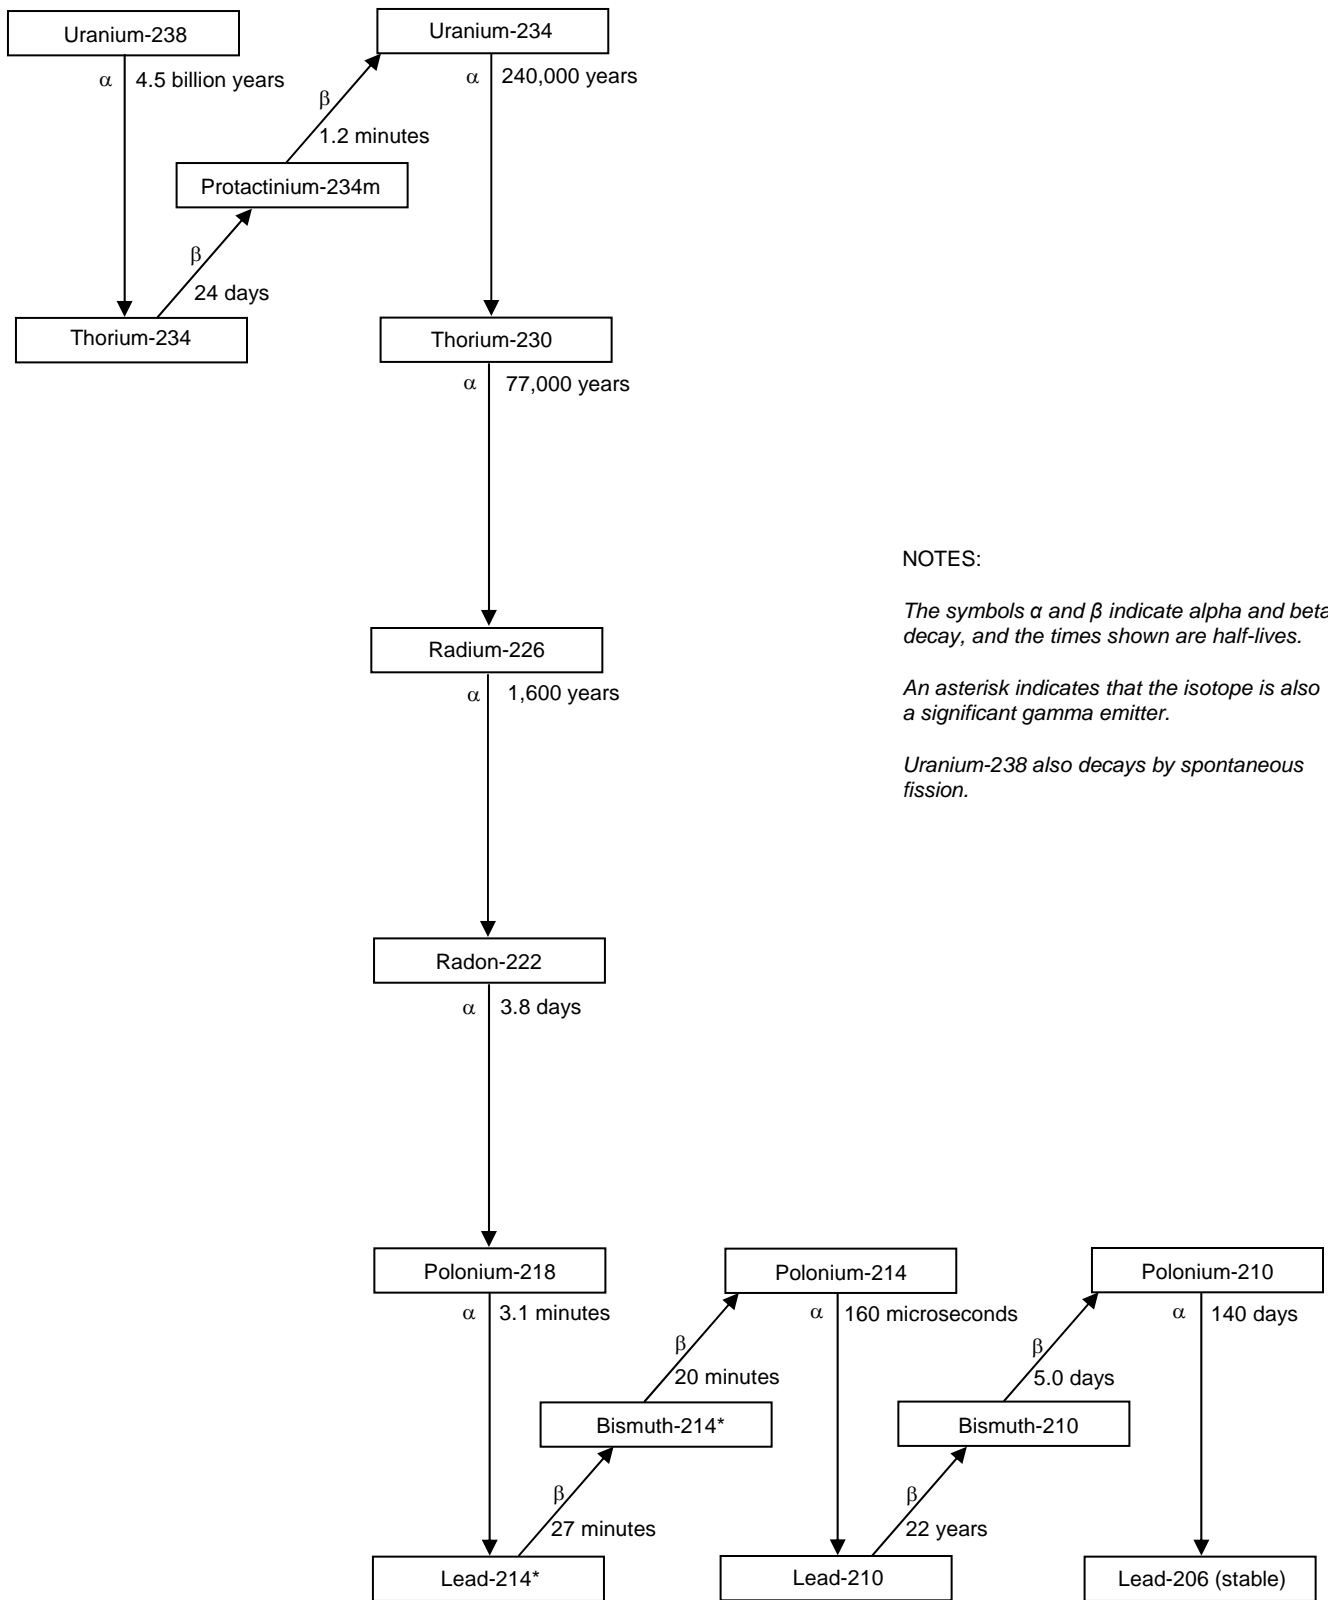 Uranium-238
Uranium-234
α 4.5 billion years
α 240,000 years
β
1.2 minutes
Protactinium-234m
β
24 days
Thorium-234
Thorium-230
α 77,000 years
NOTES:
The symbols α and β indicate alpha and beta
decay, and the times shown are half-lives.
Radium-226
α 1,600 years
An asterisk indicates that the isotope is also
a significant gamma emitter.
Uranium-238 also decays by spontaneous
fission.
Radon-222
α 3.8 days
Polonium-218
Polonium-214
Polonium-210
α 3.1 minutes
α 160 microseconds
α 140 days
β
20 minutes
β
5.0 days
Bismuth-214*
Bismuth-210
β
27 minutes
β
22 years
Lead-214*
Lead-210
Lead-206 (stable)